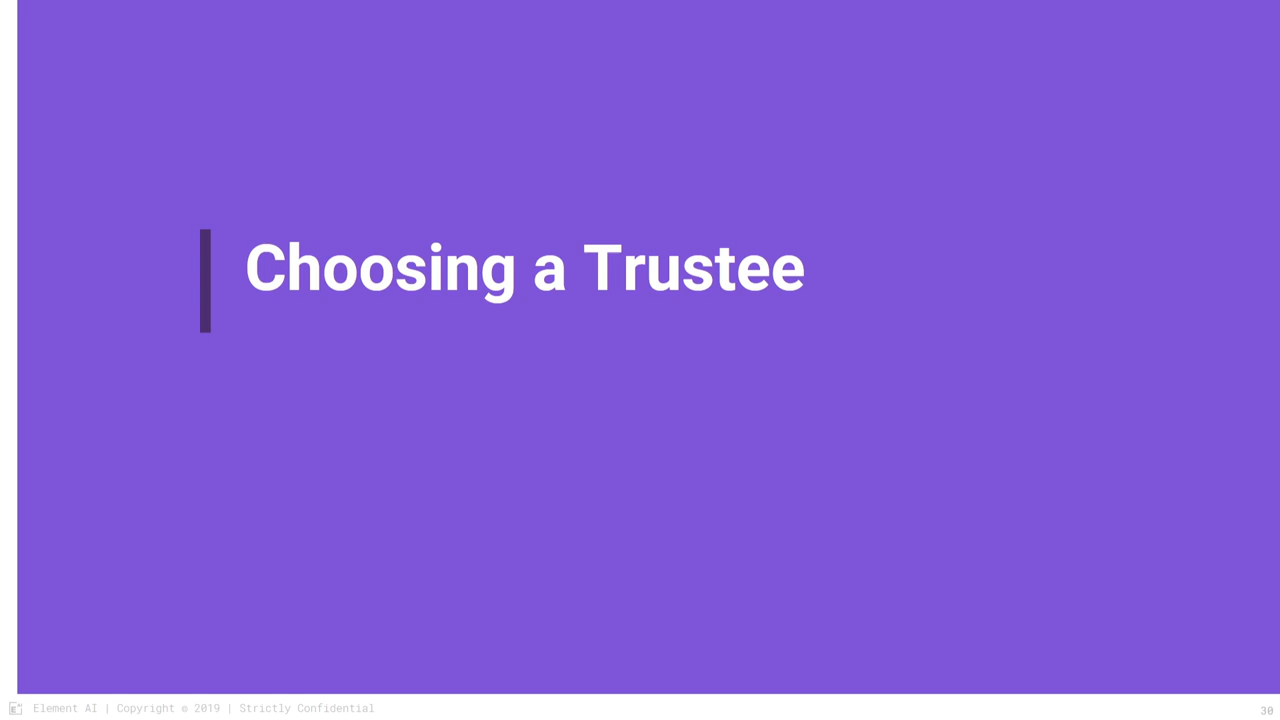 Choosing a Trustee
Element AI | Copyright © 2019 | Strictly Confidential
30